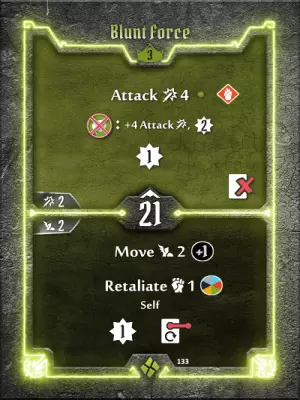 Blunt Force
3
Attack 4
: +4 Attack , 2
1
2
21
2
Move 2 +1
Retaliate 1
Self
1
133